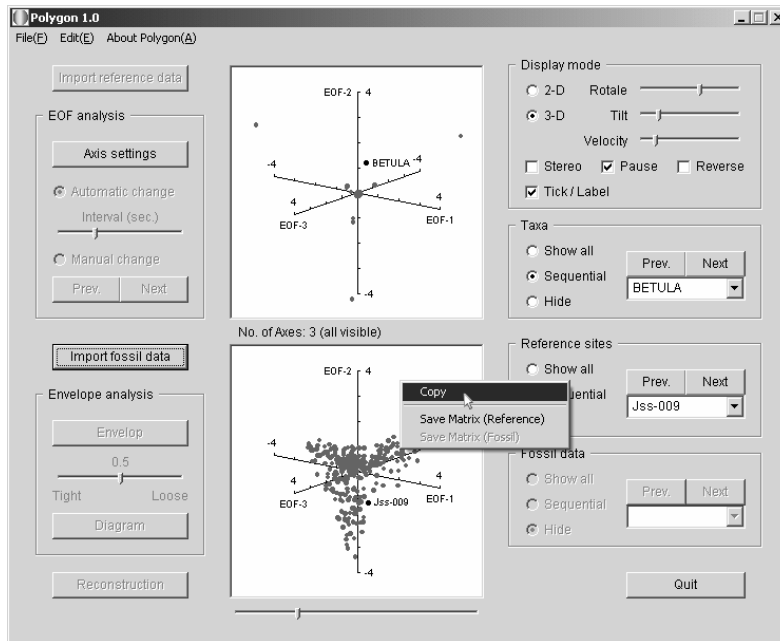 Polygon 1.0
File(F) Edit(E) About Polygon(A)
Import reference data
EOF analysis
Axis settings
Automatic change
Interval (sec.)
Manual change
Prev. Next
Import fossil data
Envelope analysis
Envelop
0.5
Tight Loose
Diagram
Reconstruction
EOF-2 4
BETULA
-4 -4
4 4
EOF-3 EOF-1
-4
No. of Axes: 3 (all visible)
EOF-2 4
-4
4 4
EOF-3 EOF-1
Jss-009
-4
Copy
Save Matrix (Reference)
Save Matrix (Fossil)
Display mode
2-D Rotale
3-D Tilt
Velocity
Stereo Pause Reverse
Tick / Label
Taxa
Show all
Sequential
Hide
Prev. Next
BETULA
Reference sites
Show all
Prev. Next
Jss-009
Fossil data
Show all
Sequential
Hide
Prev. Next
Quit